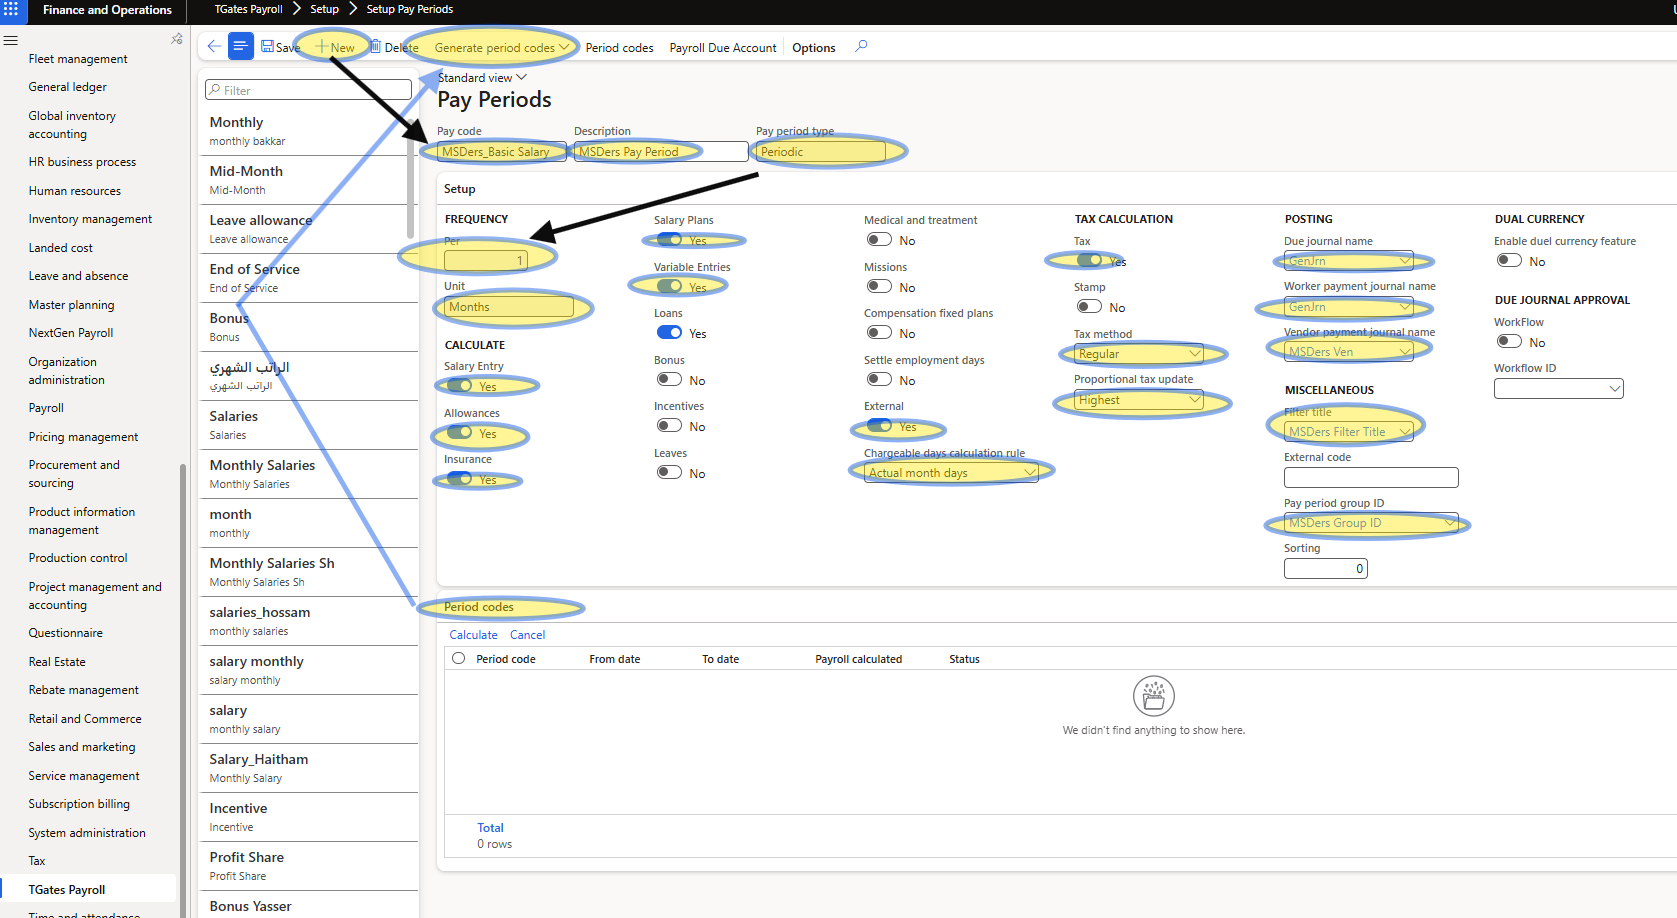 Finance and Operations
TGates Payroll
Setup
Setup Pay Periods
Save
New
Delete
Generate period codes
Period codes
Payroll Due Account
Options
Fleet management
General ledger
Global inventory
accounting
HR business process
Human resources
Inventory management
Landed cost
Leave and absence
Master planning
NextGen Payroll
Organization
administration
Payroll
Pricing management
Procurement and
sourcing
Product information
management
Production control
Project management and
accounting
Questionnaire
Real Estate
Rebate management
Retail and Commerce
Sales and marketing
Service management
Subscription billing
System administration
Tax
TGates Payroll
Time and attendance
Filter
Monthly
monthly bakkar
Mid-Month
Mid-Month
Leave allowance
Leave allowance
End of Service
End of Service
Bonus
Bonus
الراتب الشهري
الراتب الشهري
Salaries
Salaries
Monthly Salaries
Monthly Salaries
month
monthly
Monthly Salaries Sh
Monthly Salaries Sh
salaries_hossam
monthly salaries
salary monthly
salary monthly
salary
monthly salary
Salary_Haitham
Monthly Salary
Incentive
Incentive
Profit Share
Profit Share
Bonus Yasser
Standard view
Pay Periods
Pay code
MSDers_Basic Salary
Description
MSDers Pay Period
Pay period type
Periodic
Setup
FREQUENCY
Per
1
Unit
Months
CALCULATE
Salary Entry
Yes
Allowances
Yes
Insurance
Yes
Salary Plans
Yes
Variable Entries
Yes
Loans
Yes
Bonus
No
Incentives
No
Leaves
No
Medical and treatment
No
Missions
No
Compensation fixed plans
No
Settle employment days
No
External
Yes
Chargeable days calculation rule
Actual month days
TAX CALCULATION
Tax
Yes
Stamp
No
Tax method
Regular
Proportional tax update
Highest
POSTING
Due journal name
GenJrn
Worker payment journal name
GenJrn
Vendor payment journal name
MSDers Ven
MISCELLANEOUS
Filter title
MSDers Filter Title
External code
Pay period group ID
MSDers Group ID
Sorting
0
DUAL CURRENCY
Enable duel currency feature
No
DUE JOURNAL APPROVAL
WorkFlow
No
Workflow ID
Period codes
Calculate
Cancel
Period code
From date
To date
Payroll calculated
Status
We didn't find anything to show here.
Total
0 rows